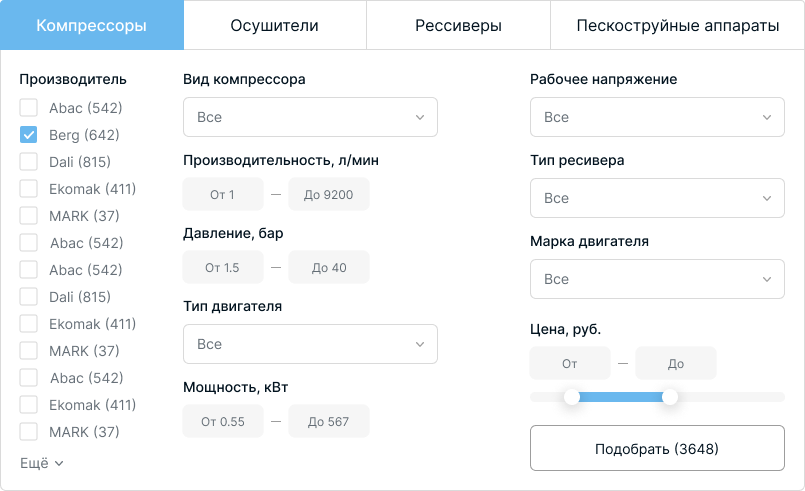 Компрессоры
Осушители
Рессиверы
Пескоструйные аппараты
Производитель
Abac (542)
Berg (642)
Dali (815)
Ekomak (411)
MARK (37)
Abac (542)
Abac (542)
Dali (815)
Ekomak (411)
MARK (37)
Abac (542)
Ekomak (411)
MARK (37)
Ещё
Вид компрессора
Все
Производительность, л/мин
От 1 — До 9200
Давление, бар
От 1.5 — До 40
Тип двигателя
Все
Мощность, кВт
От 0.55 — До 567
Рабочее напряжение
Все
Тип ресивера
Все
Марка двигателя
Все
Цена, руб.
От — До
Подобрать (3648)